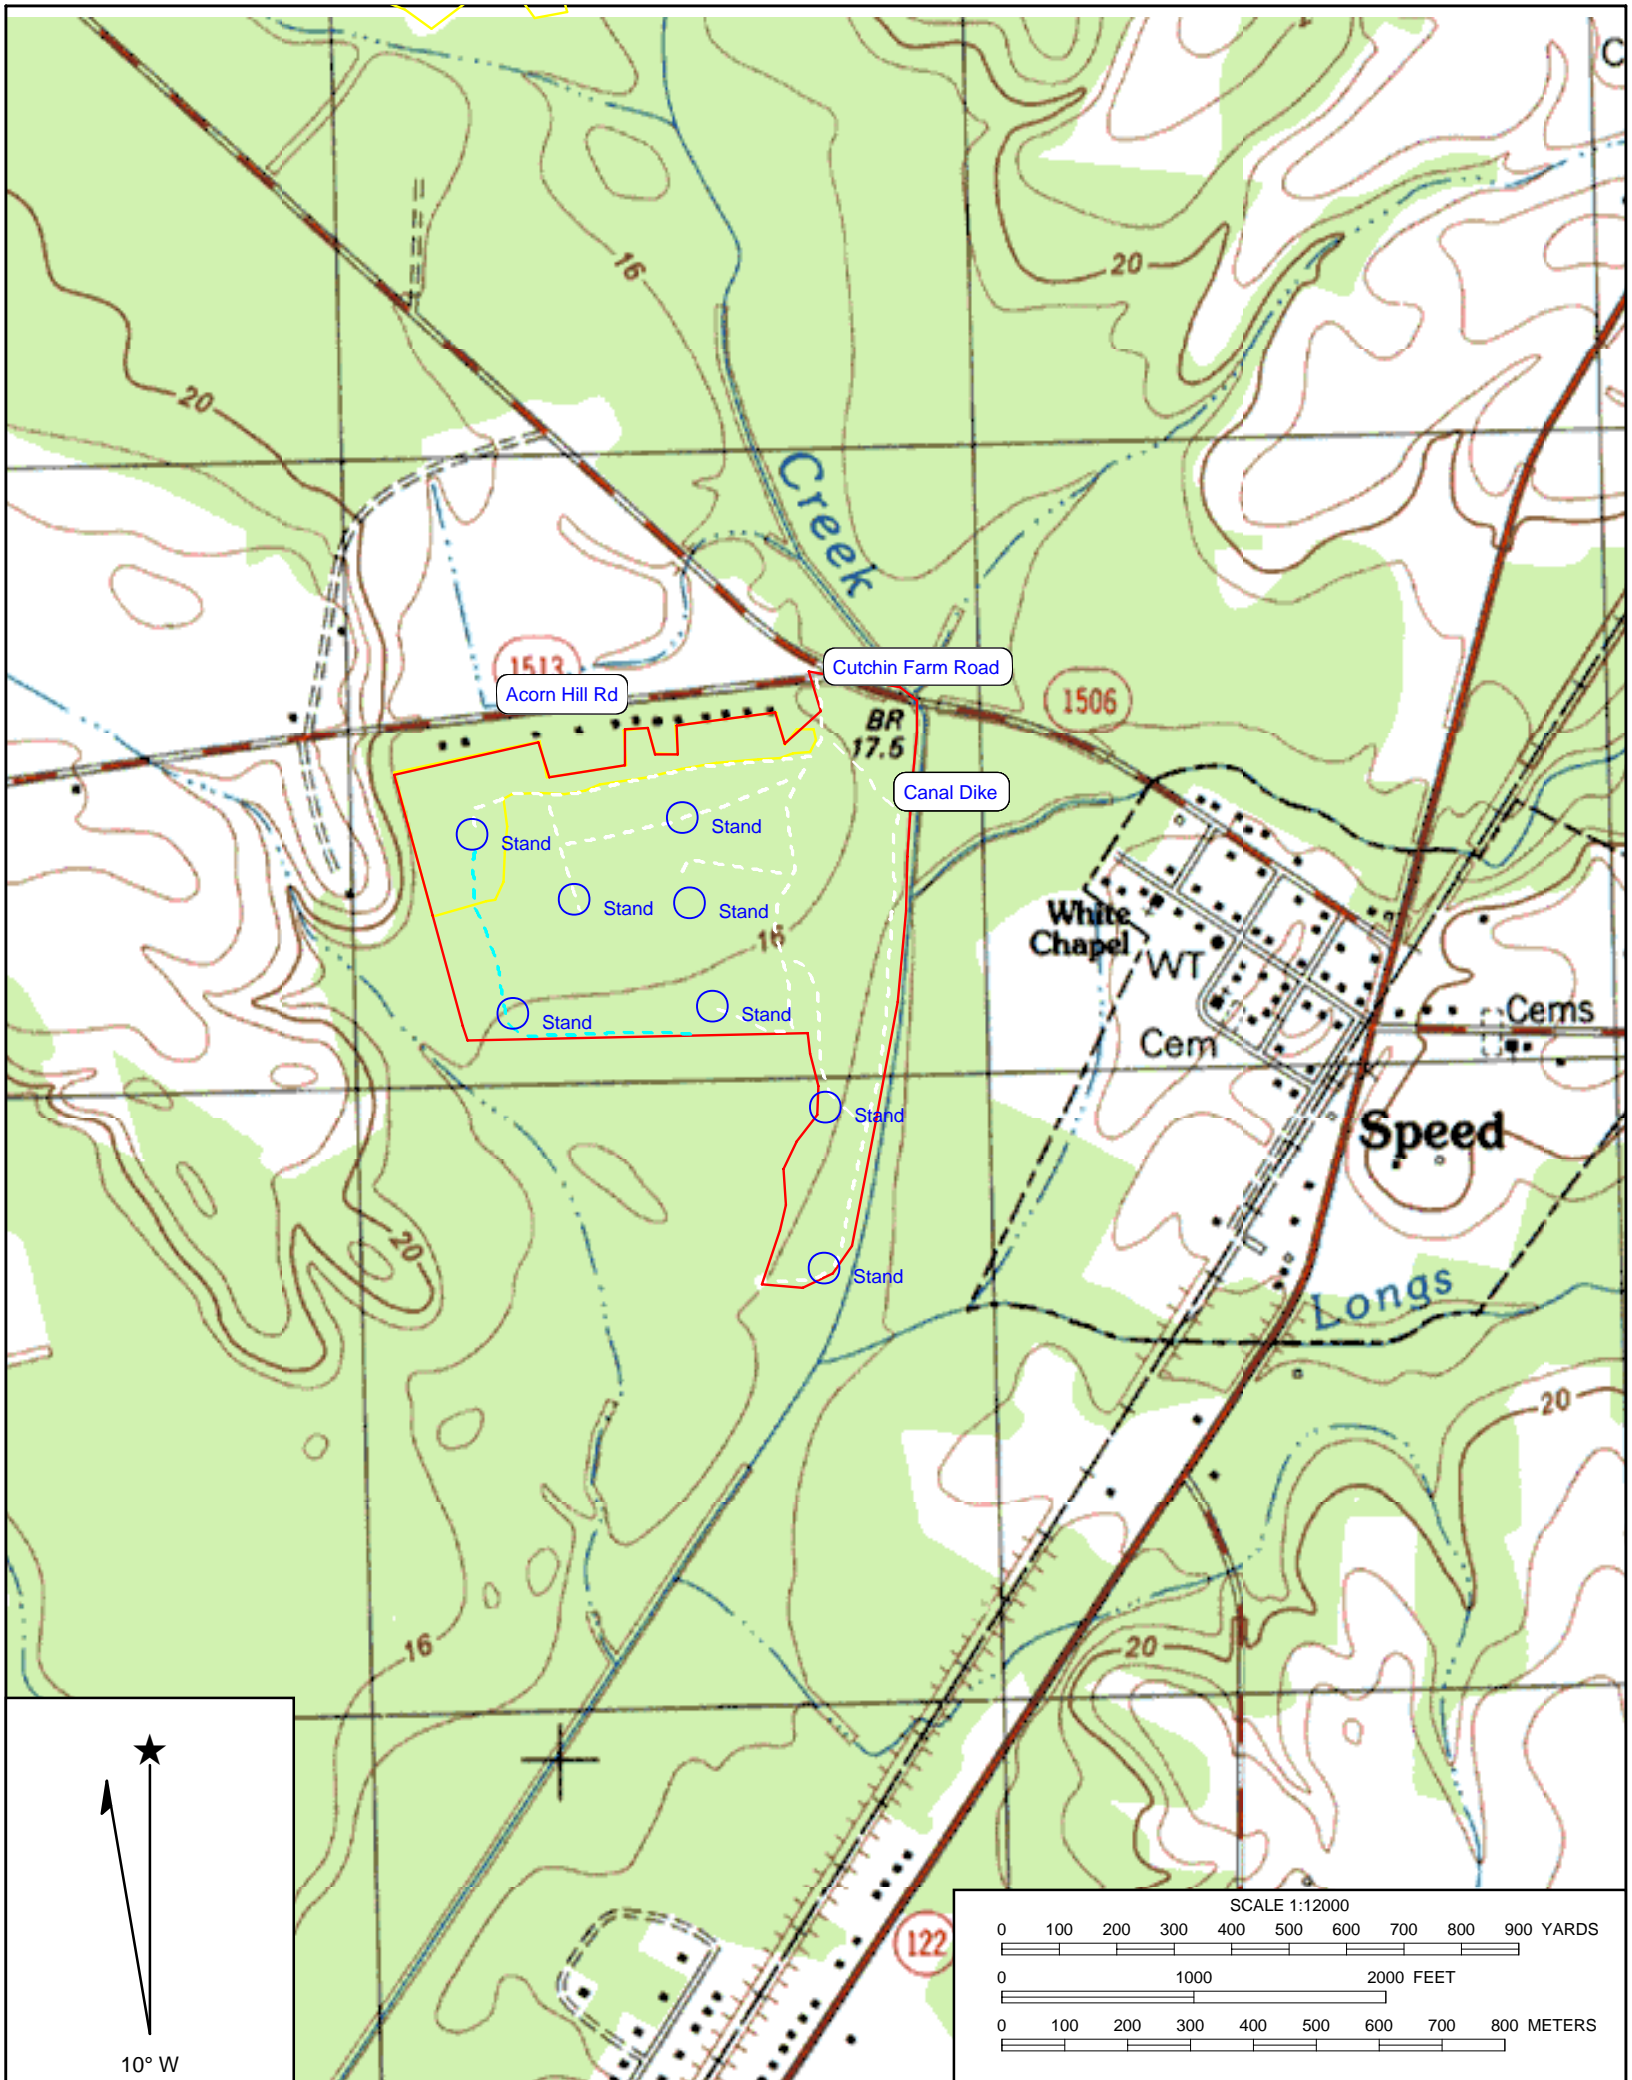 C
16
20
20
Creek
1513
Cutchin Farm Road
Acorn Hill Rd
1506
BR
17.5
Canal Dike
Stand
Stand
Stand
Stand
White
Chapel
16
WT
Stand
Stand
Cems
Cem
Stand
Speed
20
Stand
Longs
20
16
20
122
10° W
SCALE 1:12000
0 100 200 300 400 500 600 700 800 900 YARDS
0 1000 2000 FEET
0 100 200 300 400 500 600 700 800 METERS